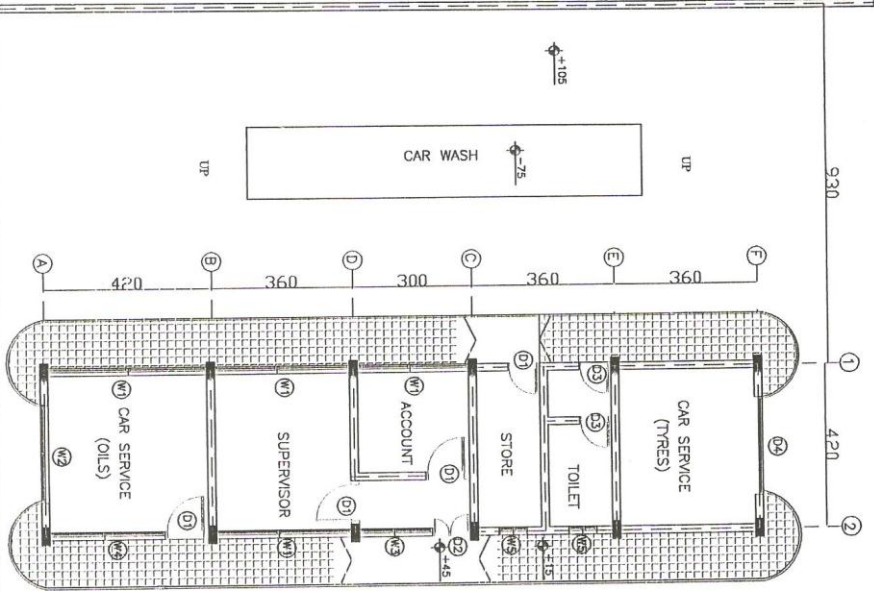 +105
CAR WASH
-75
UP
UP
930
A
B
D
C
E
F
420
360
300
360
360
1
2
420
W1
W1
W1
D1
D3
D3
D4
CAR SERVICE
(OILS)
W2
D1
W4
SUPERVISOR
D1
W1
ACCOUNT
D1
W3
D2
+45
STORE
W5
+15
TOILET
W5
CAR SERVICE
(TYRES)